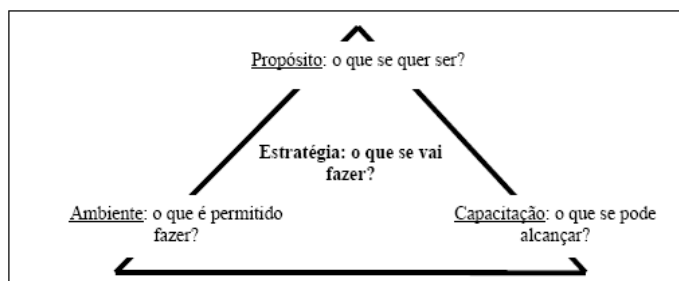 Propósito: o que se quer ser?
Estratégia: o que se vai
fazer?
Ambiente: o que é permitido
fazer?
Capacitação: o que se pode
alcançar?